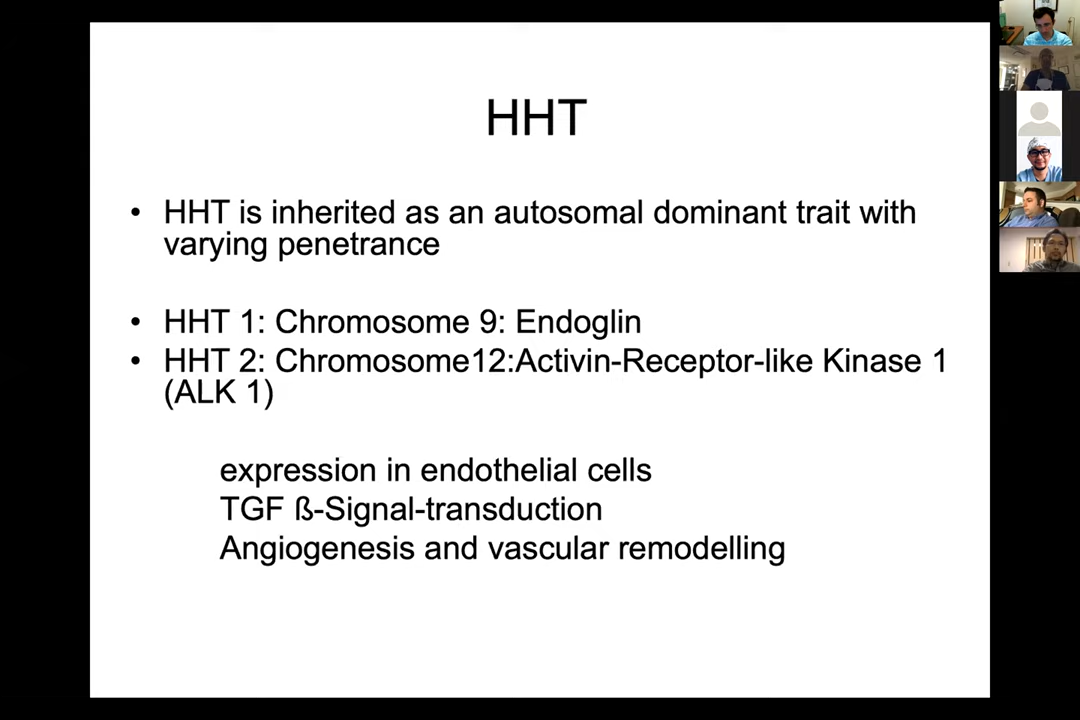 HHT
• HHT is inherited as an autosomal dominant trait with
varying penetrance
• HHT 1: Chromosome 9: Endoglin
• HHT 2: Chromosome12:Activin-Receptor-like Kinase 1
(ALK 1)
expression in endothelial cells
TGF ß-Signal-transduction
Angiogenesis and vascular remodelling